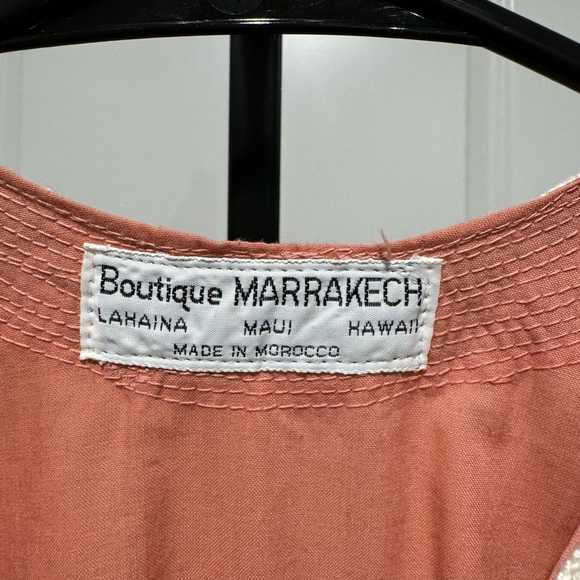 Boutique MARRAKECH
LAHAINA MAUI HAWAII
MADE IN MOROCCO